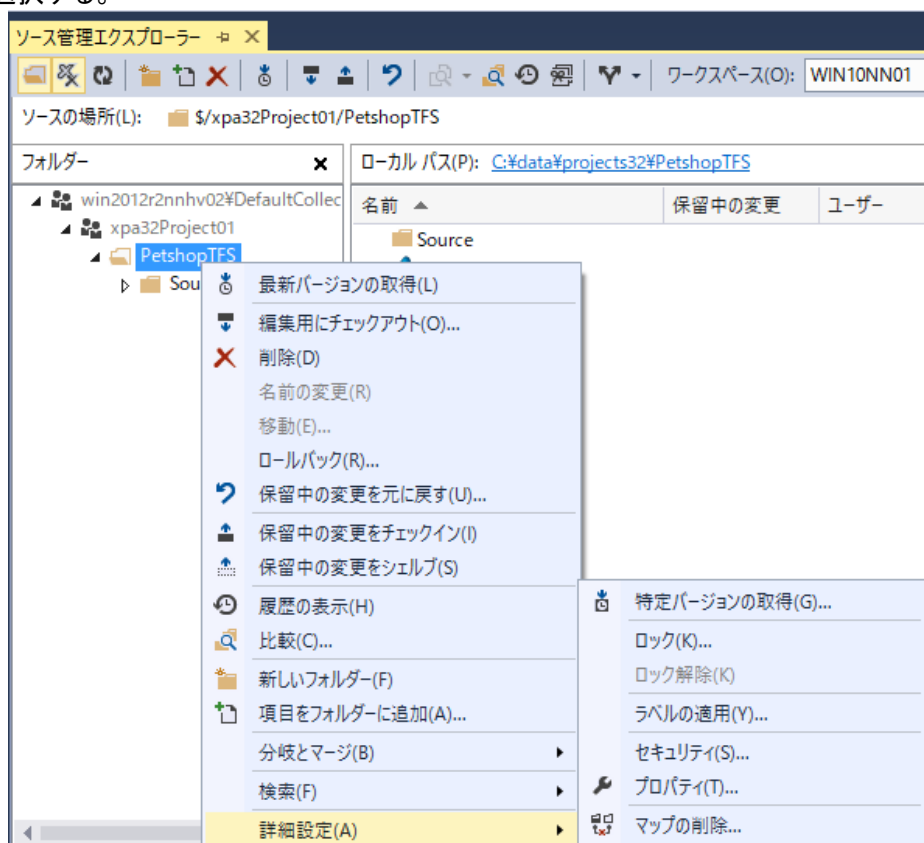 選択する。
ソース管理エクスプローラー
ワークスペース(O): WIN10NN01
ソースの場所(L): $/xpa32Project01/PetshopTFS
フォルダー
ローカル パス(P): C:¥data¥projects32¥PetshopTFS
win2012r2nnhv02¥DefaultCollec
名前 保留中の変更 ユーザー
xpa32Project01
Source
PetshopTFS
Sou
最新バージョンの取得(L)
編集用にチェックアウト(O)...
削除(D)
名前の変更(R)
移動(E)...
ロールバック(R)...
保留中の変更を元に戻す(U)...
保留中の変更をチェックイン(I)
保留中の変更をシェルブ(S)
履歴の表示(H)
比較(C)...
新しいフォルダー(F)
項目をフォルダーに追加(A)...
分岐とマージ(B)
検索(F)
詳細設定(A)
特定バージョンの取得(G)...
ロック(K)...
ロック解除(K)
ラベルの適用(Y)...
セキュリティ(S)...
プロパティ(T)...
マップの削除...